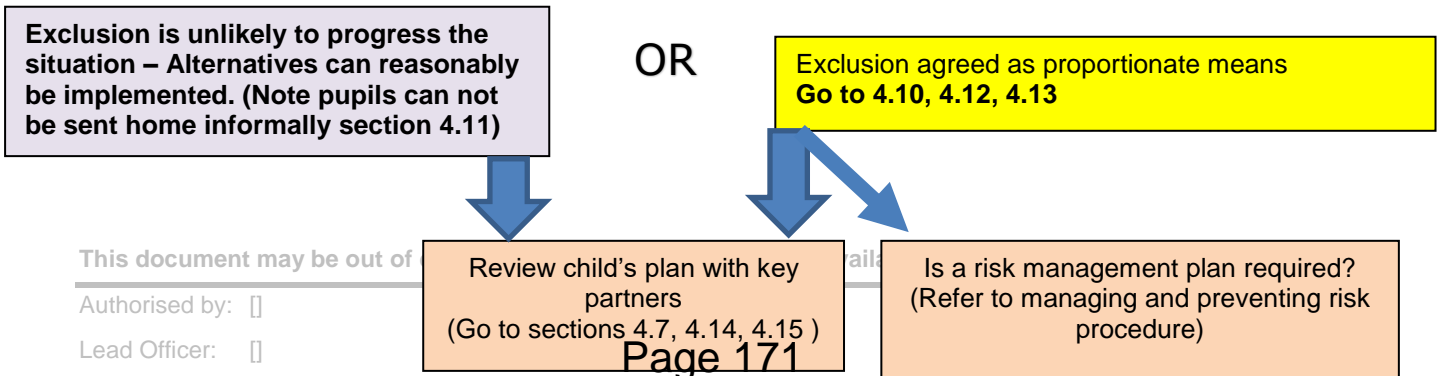 Exclusion is unlikely to progress the
situation – Alternatives can reasonably
be implemented. (Note pupils can not
be sent home informally section 4.11)
OR
Exclusion agreed as proportionate means
Go to 4.10, 4.12, 4.13
This document may be out of
Review child's plan with key
partners
(Go to sections 4.7, 4.14, 4.15 )
Is a risk management plan required?
(Refer to managing and preventing risk
procedure)
Authorised by: []
Lead Officer: []
Page 171